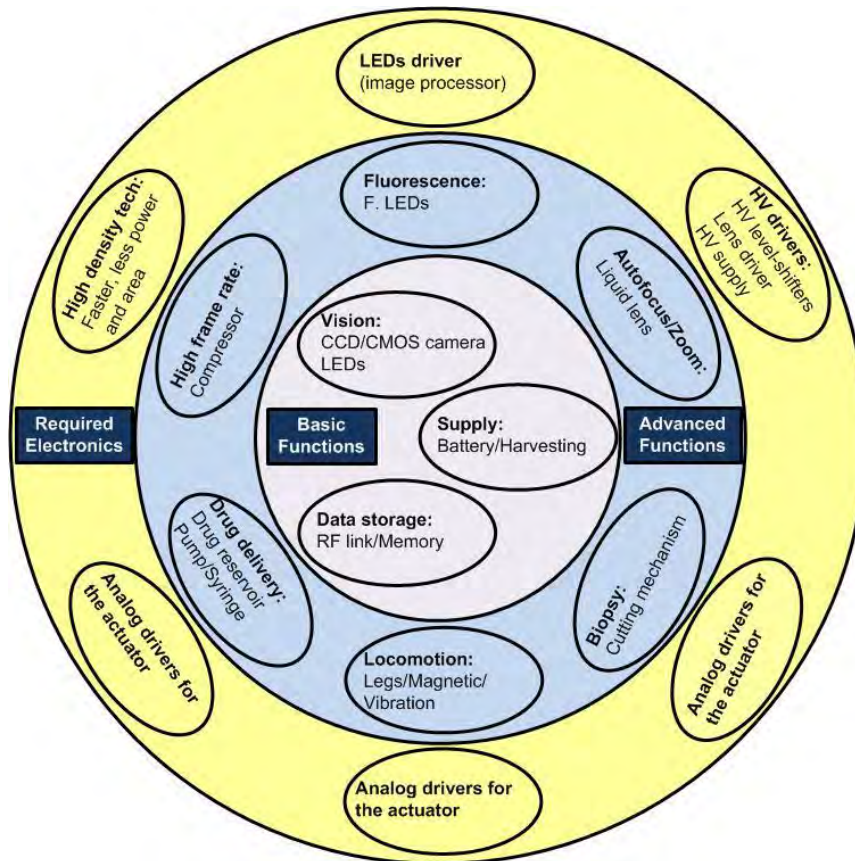 LEDs driver
(image processor)
Fluorescence:
F. LEDs
High density tech:
Faster, less power
and area
High frame rate:
Compressor
HV drivers:
HV level-shifters
Lens driver
HV supply
Autofocus/Zoom:
Liquid lens
Vision:
CCD/CMOS camera
LEDs
Required
Electronics
Basic
Functions
Supply:
Battery/Harvesting
Advanced
Functions
Data storage:
RF link/Memory
Drug delivery:
Drug reservoir
Pump/Syringe
Biopsy:
Cutting mechanism
Analog drivers for
the actuator
Locomotion:
Legs/Magnetic/
Vibration
Analog drivers for
the actuator
Analog drivers for
the actuator